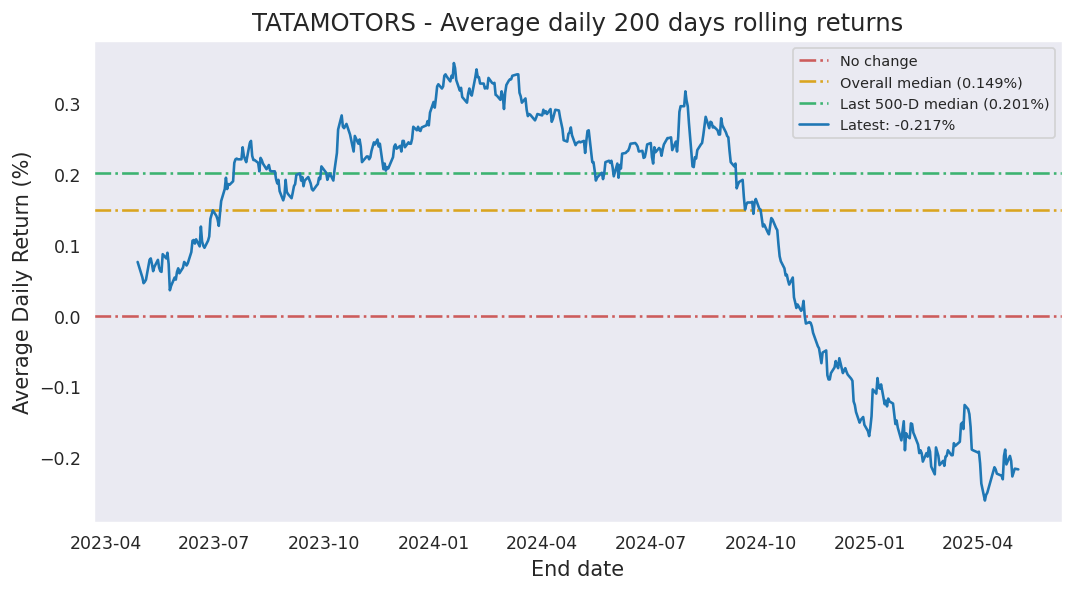 TATAMOTORS - Average daily 200 days rolling returns
No change
Overall median (0.149%)
Last 500-D median (0.201%)
Latest: -0.217%
Average Daily Return (%)
0.3
0.2
0.1
0.0
−0.1
−0.2
2023-04 2023-07 2023-10 2024-01 2024-04 2024-07 2024-10 2025-01 2025-04
End date